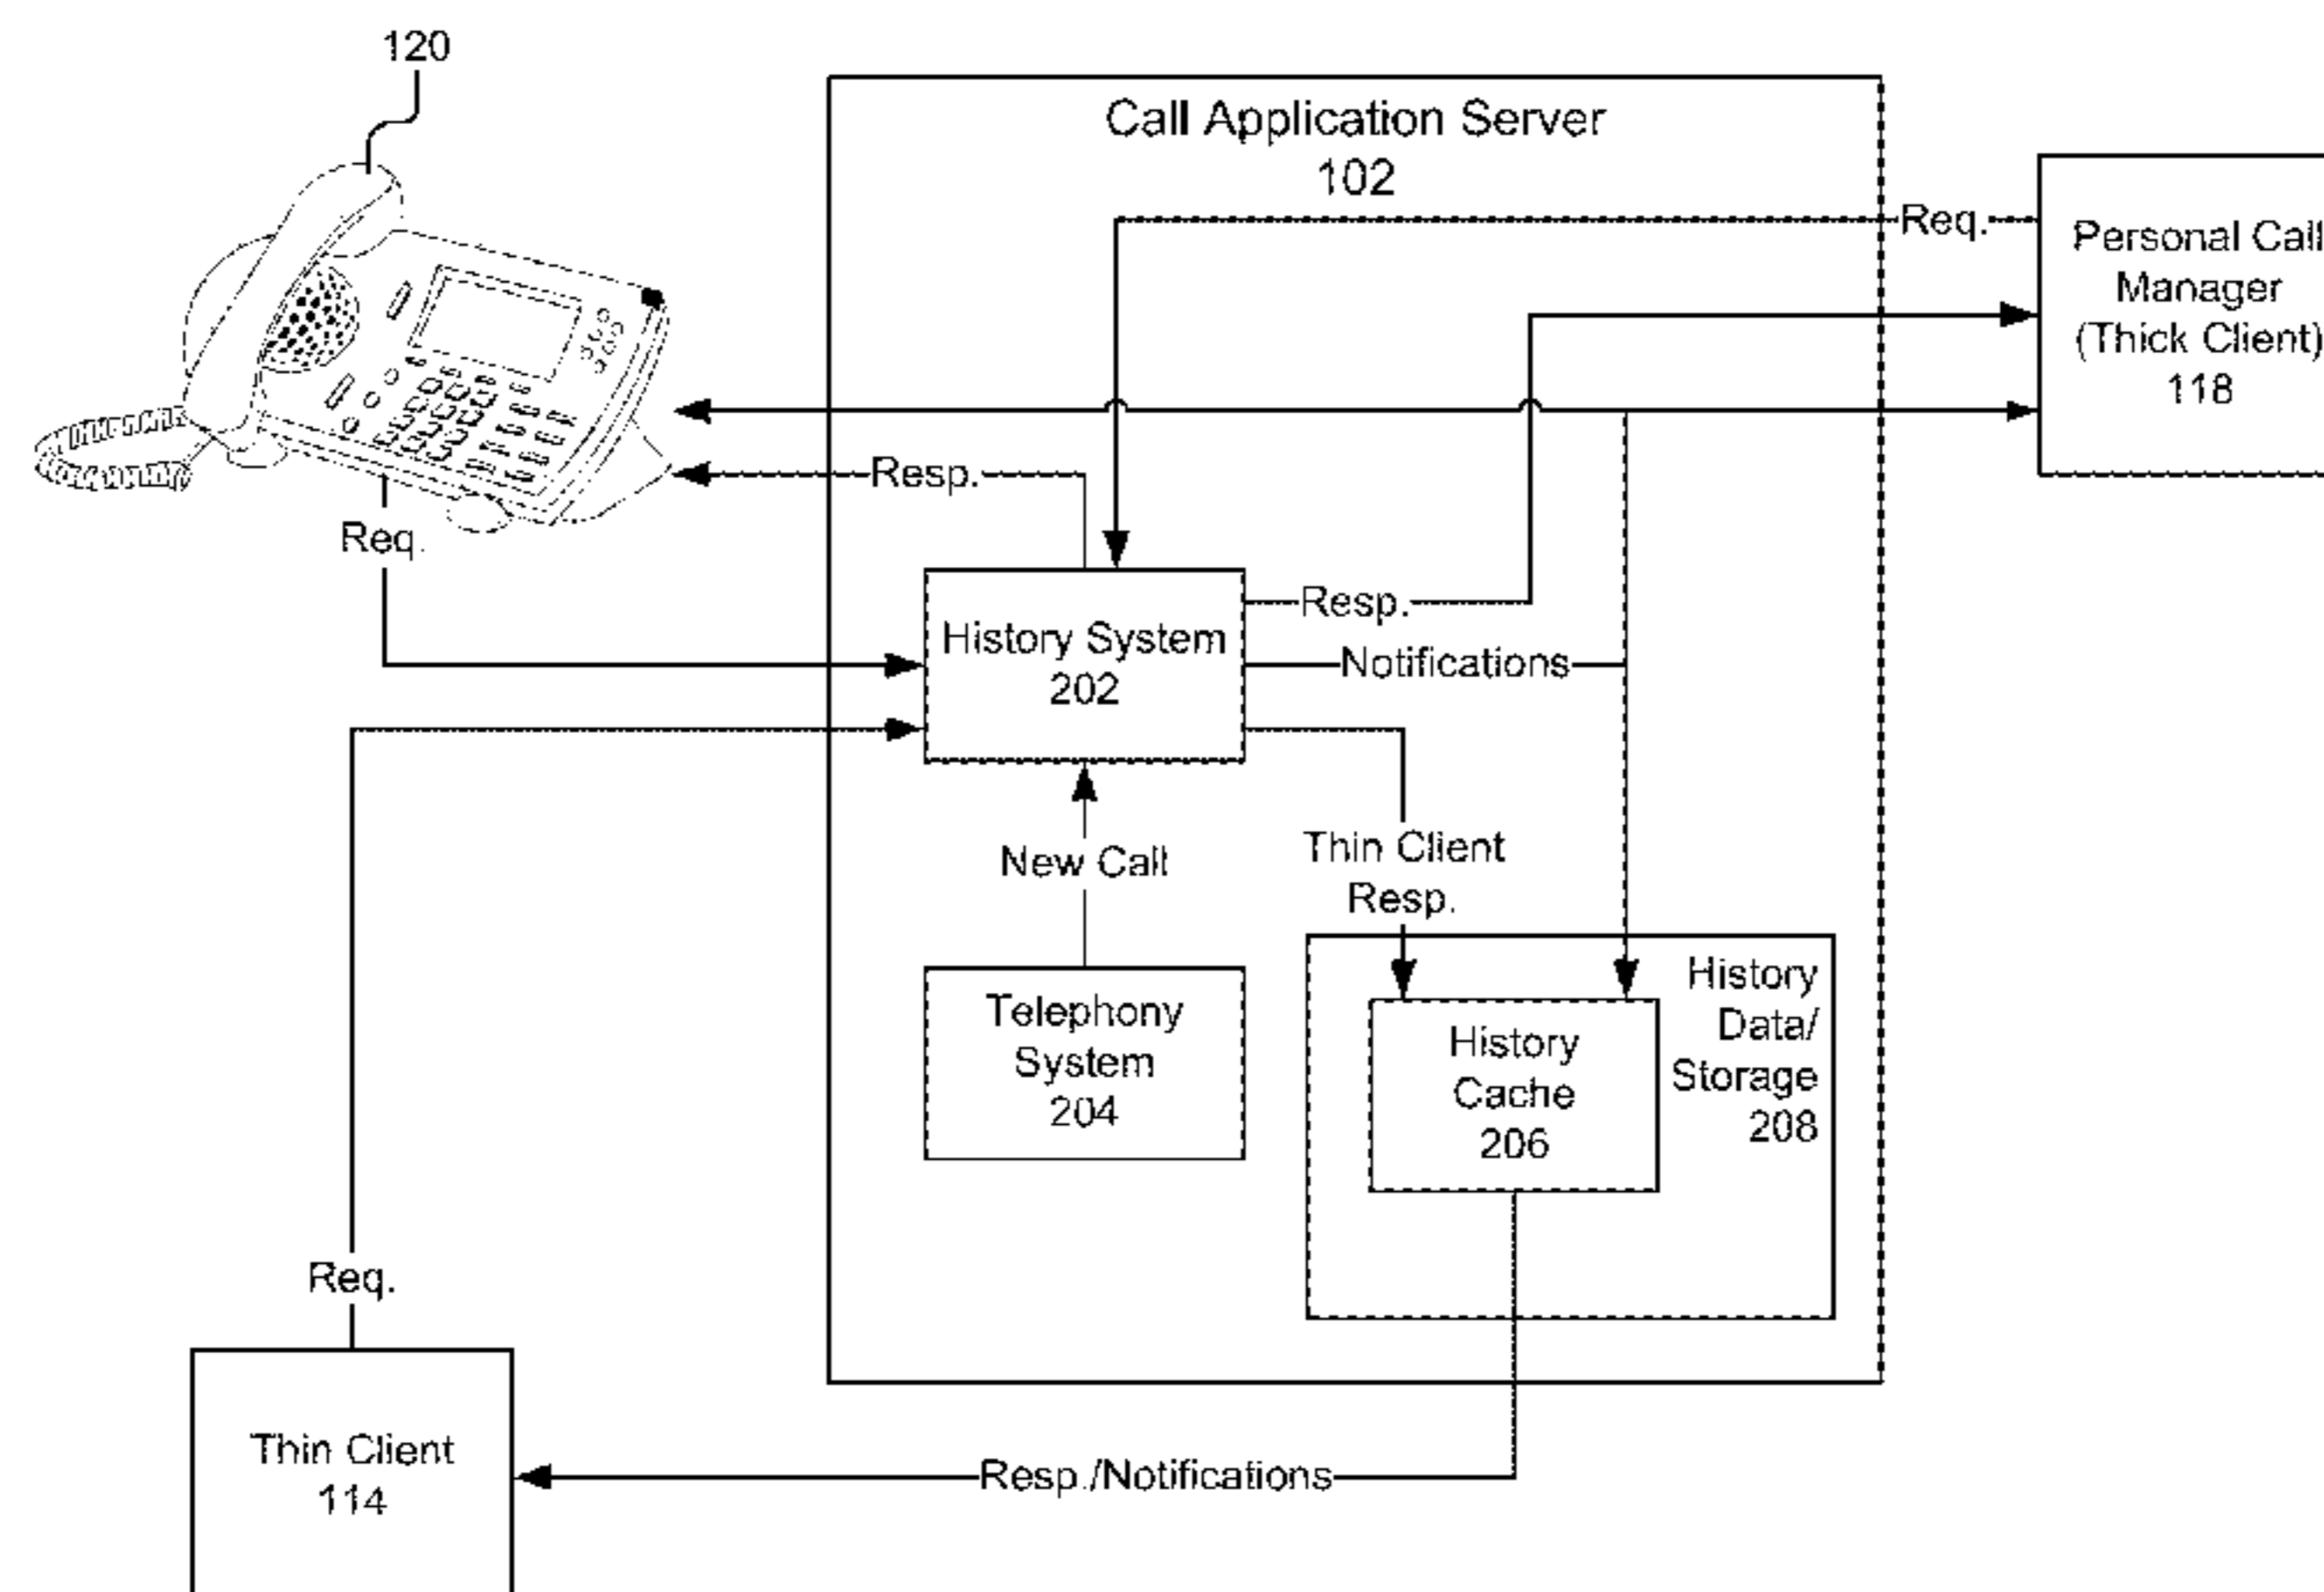 120
Call Application Server
102
Req.
Personal Call
Manager
(Thick Client)
118
Resp.
Req.
Resp.
History System
202
Notifications
New Call
Thin Client
Resp.
Telephony
System
204
History
Cache
206
History
Data/
Storage
208
Req.
Thin Client
114
Resp./Notifications